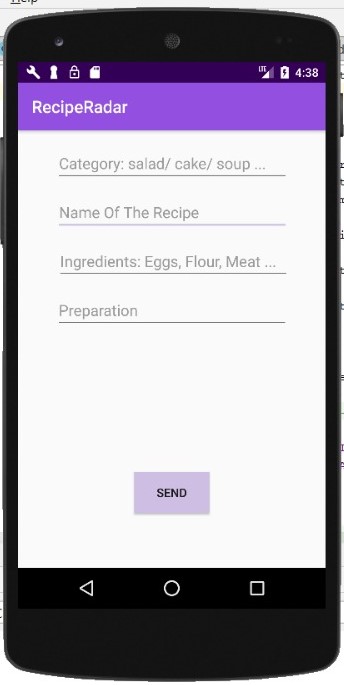 Help
LTE 4:38
RecipeRadar
Category: salad/ cake/ soup ...
Name Of The Recipe
Ingredients: Eggs, Flour, Meat ...
Preparation
SEND